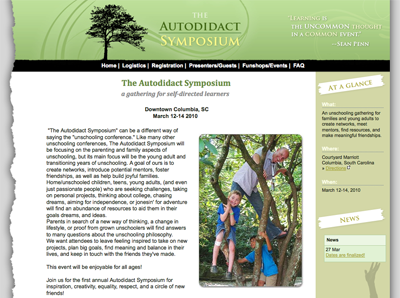 THE
AUTODIDACT
SYMPOSIUM
"LEARNING IS
THE UNCOMMON THOUGHT
IN A COMMON EVENT."
~ SEAN PENN
Home | Logistics | Registration | Presenters/Guests | Funshops/Events | FAQ
The Autodidact Symposium
a gathering for self-directed learners
Downtown Columbia, SC
March 12-14 2010
"The Autodidact Symposium" can be a different way of
saying the "unschooling conference." Like many other
unschooling conferences, The Autodidact Symposium will
be focusing on the parenting and family aspects of
unschooling, but its main focus will be the young adult and
transitioning years of unschooling. A goal of ours is to
create networks, introduce potential mentors, foster
friendships, as well as help build joyful families.
Home/unschooled children, teens, young adults, (and even
just passionate people) who are seeking challenges, taking
on personal projects, thinking about college, chasing
dreams, aiming for independence, or jonesin' for adventure
will find an abundance of resources to aid them in their
goals dreams, and ideas.
Parents in search of a new way of thinking, a change in
lifestyle, or proof from grown unschoolers will find answers
to many questions about the unschooling philosophy.
We want attendees to leave feeling inspired to take on new
projects, plan big goals, find meaning and balance in their
lives, and keep in touch with the friends they've made.
This event will be enjoyable for all ages!
Join us for the first annual Autodidact Symposium for
inspiration, creativity, equality, respect, and a circle of new
friends!
AT A GLANCE
What:
An unschooling gathering for
families and young adults to
create networks, meet
mentors, find resources, and
make meaningful friendships.
Where:
Courtyard Marriott
Columbia, South Carolina
» Directions
When:
March 12-14, 2010
NEWS
News
27 Mar
Dates are finalized!